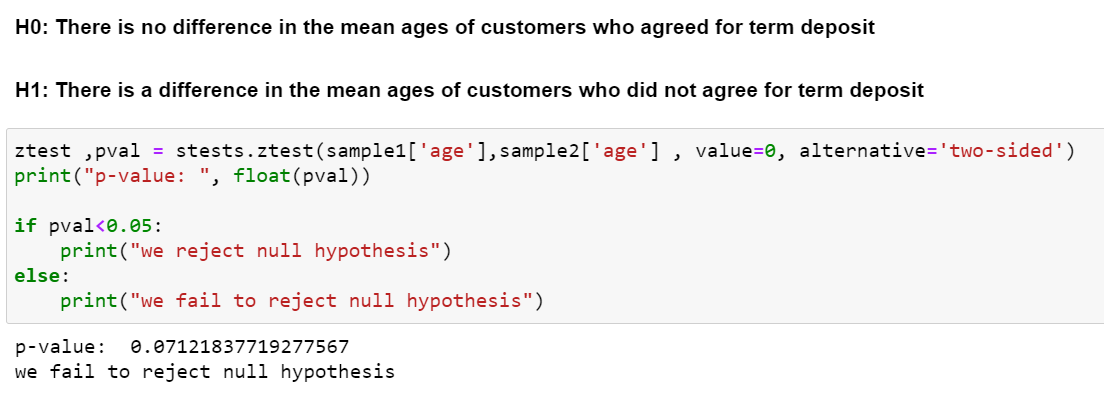 H0: There is no difference in the mean ages of customers who agreed for term deposit
H1: There is a difference in the mean ages of customers who did not agree for term deposit
ztest ,pval = stests.ztest(sample1['age'],sample2['age'] , value=0, alternative='two-sided')
print("p-value: ", float(pval))
if pval<0.05:
    print("we reject null hypothesis")
else:
    print("we fail to reject null hypothesis")
p-value:  0.07121837719277567
we fail to reject null hypothesis